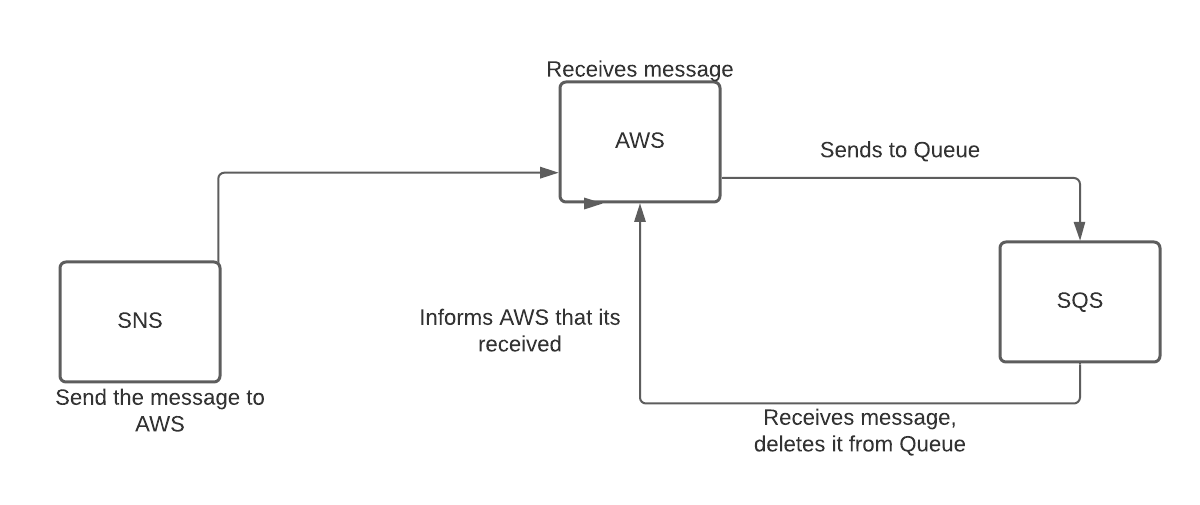 Receives message
AWS
Sends to Queue
SQS
SNS
Informs AWS that its
received
Send the message to
AWS
Receives message,
deletes it from Queue